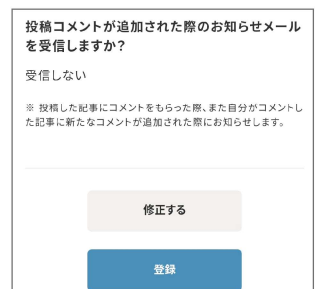 投稿コメントが追加された際のお知らせメール
を受信しますか？
受信しない
※ 投稿した記事にコメントをもらった際、また自分がコメントし
た記事に新たなコメントが追加された際にお知らせします。
修正する
登録